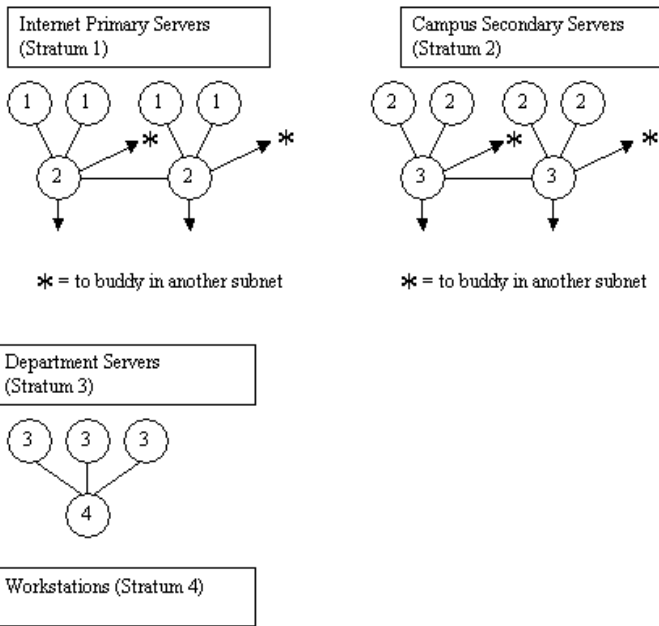 Internet Primary Servers
(Stratum 1)
1 1 1 1
*
*
2 2
* = to buddy in another subnet
Campus Secondary Servers
(Stratum 2)
2 2 2 2
*
*
3 3
* = to buddy in another subnet
Department Servers
(Stratum 3)
3 3 3
4
Workstations (Stratum 4)